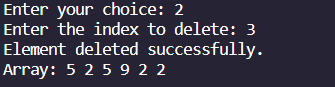 Enter your choice: 2
Enter the index to delete: 3
Element deleted successfully.
Array: 5 2 5 9 2 2